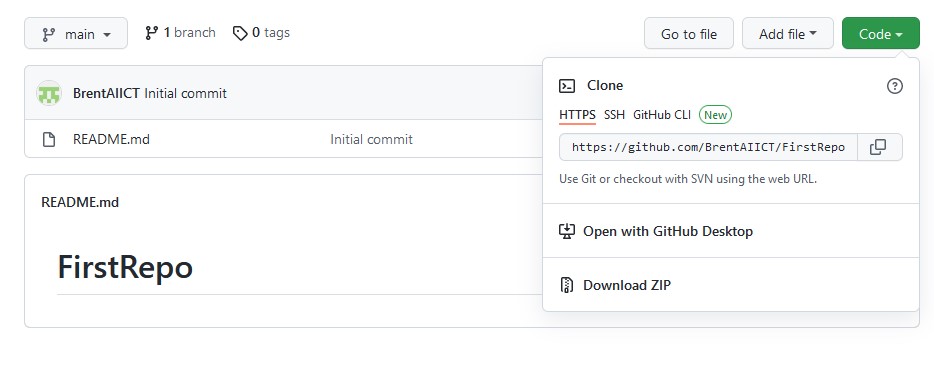 main 1 branch 0 tags Go to file Add file Code
BrentAIICT Initial commit
README.md Initial commit
README.md
FirstRepo
Clone
HTTPS SSH GitHub CLI New
https://github.com/BrentAIICT/FirstRepo
Use Git or checkout with SVN using the web URL.
Open with GitHub Desktop
Download ZIP